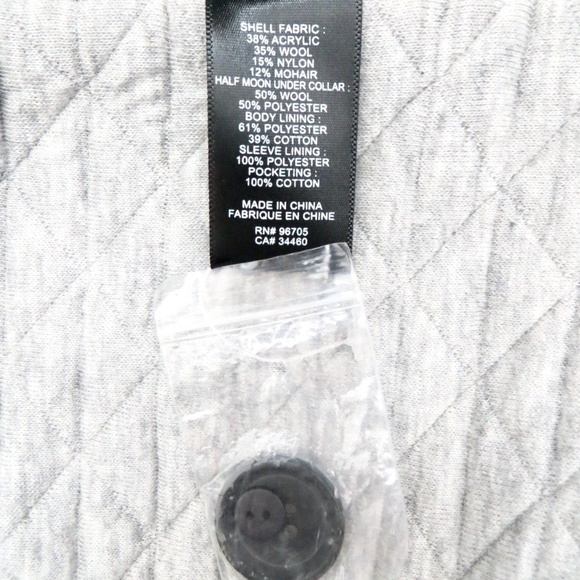 SHELL FABRIC :
38% ACRYLIC
35% WOOL
15% NYLON
12% MOHAIR
HALF MOON UNDER COLLAR :
50% WOOL
50% POLYESTER
BODY LINING :
61% POLYESTER
39% COTTON
SLEEVE LINING :
100% POLYESTER
POCKETING :
100% COTTON
MADE IN CHINA
FABRIQUE EN CHINE
RN# 96705
CA# 34460